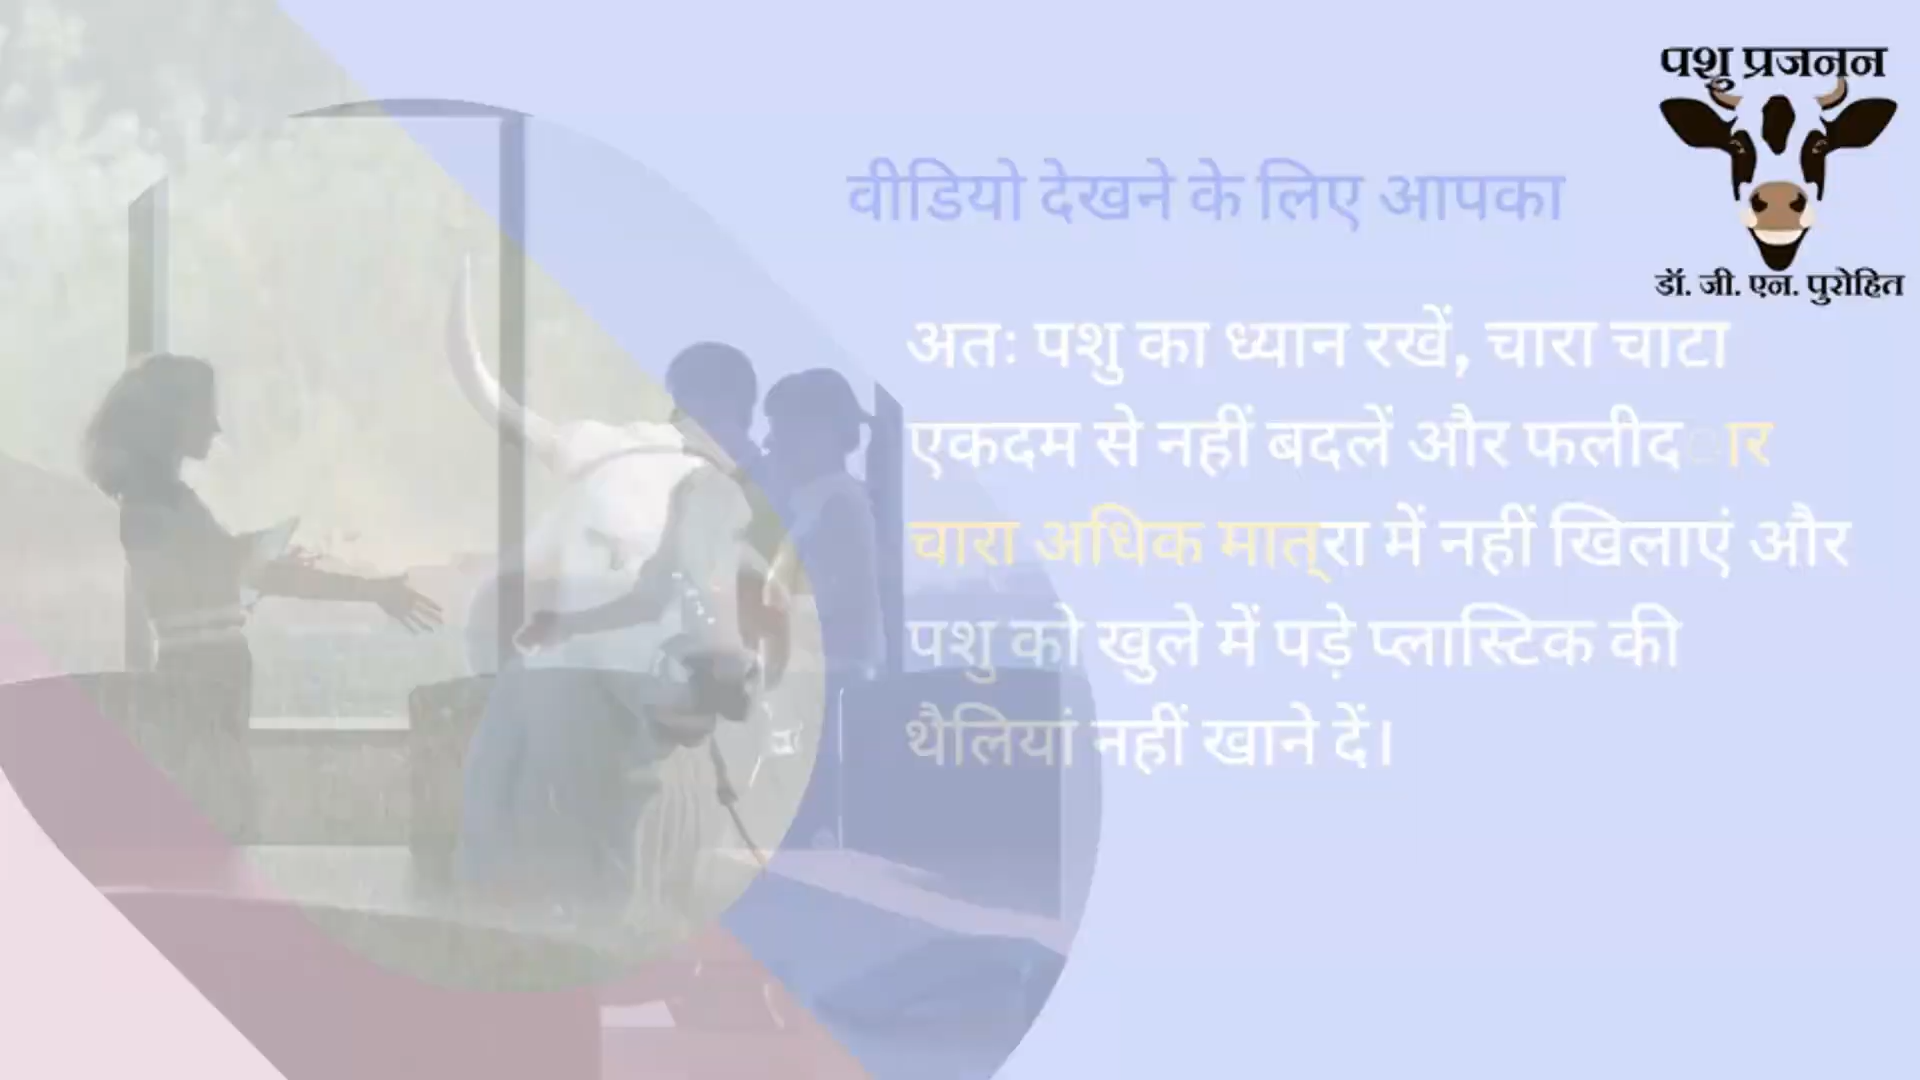 पशु प्रजनन
डॉ. जी. एन. पुरोहित
वीडियो देखने के लिए आपका
अतः पशु का ध्यान रखें, चारा चाटा
एकदम से नहीं बदलें और फलीदार
चारा अधिक मात्रा में नहीं खिलाएं और
पशु को खुले में पड़े प्लास्टिक की
थैलियां नहीं खाने दें।